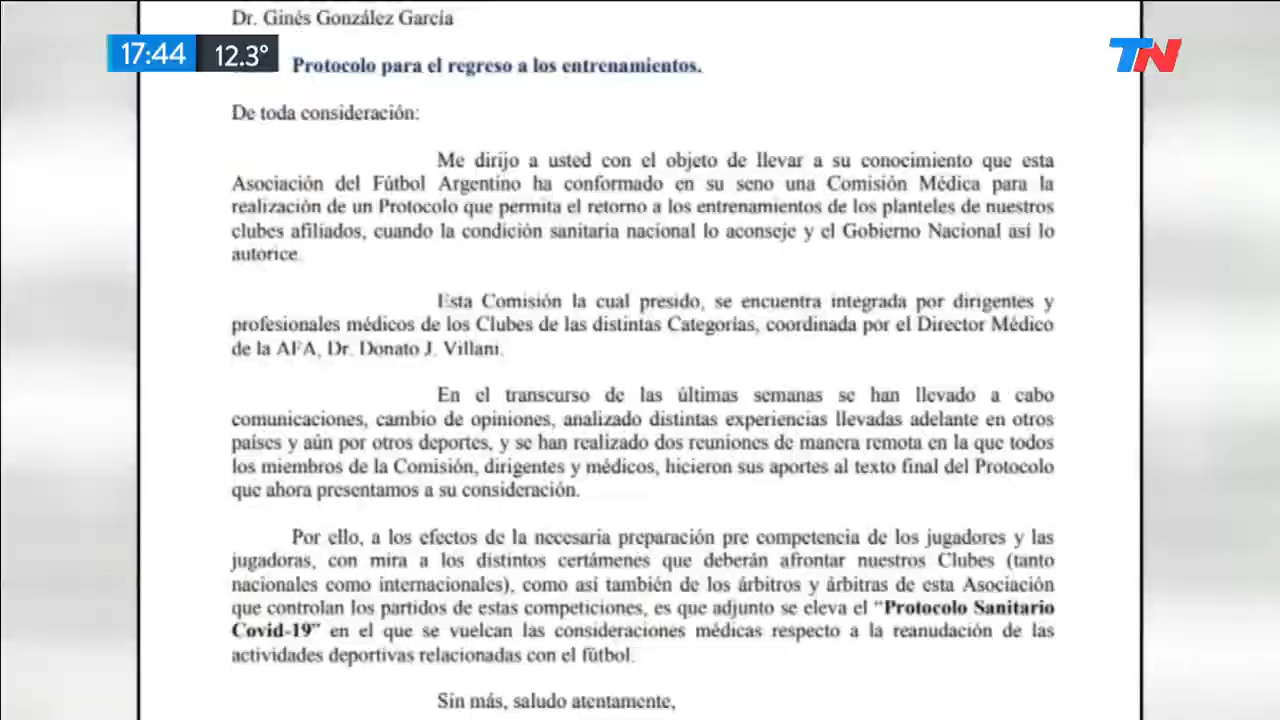 Dr. Ginés González García
17:44 12.3°
TN
Protocolo para el regreso a los entrenamientos.
De toda consideración:
Me dirijo a usted con el objeto de llevar a su conocimiento que esta
Asociación del Fútbol Argentino ha conformado en su seno una Comisión Médica para la
realización de un Protocolo que permita el retorno a los entrenamientos de los planteles de nuestros
clubes afiliados, cuando la condición sanitaria nacional lo aconseje y el Gobierno Nacional así lo
autorice.
Esta Comisión la cual presido, se encuentra integrada por dirigentes y
profesionales médicos de los Clubes de las distintas Categorías, coordinada por el Director Médico
de la AFA, Dr. Donato J. Villani.
En el transcurso de las últimas semanas se han llevado a cabo
comunicaciones, cambio de opiniones, analizado distintas experiencias llevadas adelante en otros
países y aún por otros deportes, y se han realizado dos reuniones de manera remota en la que todos
los miembros de la Comisión, dirigentes y médicos, hicieron sus aportes al texto final del Protocolo
que ahora presentamos a su consideración.
Por ello, a los efectos de la necesaria preparación pre competencia de los jugadores y las
jugadoras, con mira a los distintos certámenes que deberán afrontar nuestros Clubes (tanto
nacionales como internacionales), como así también de los árbitros y árbitras de esta Asociación
que controlan los partidos de estas competiciones, es que adjunto se eleva el "Protocolo Sanitario
Covid-19" en el que se vuelcan las consideraciones médicas respecto a la reanudación de las
actividades deportivas relacionadas con el fútbol.
Sin más, saludo atentamente,